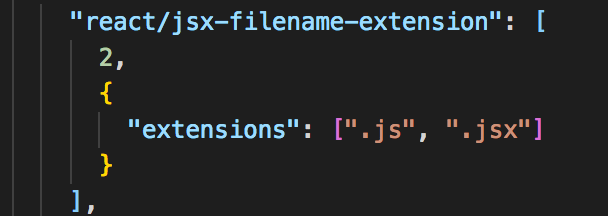 "react/jsx-filename-extension": [
2,
{
"extensions": [".js", ".jsx"]
}
],